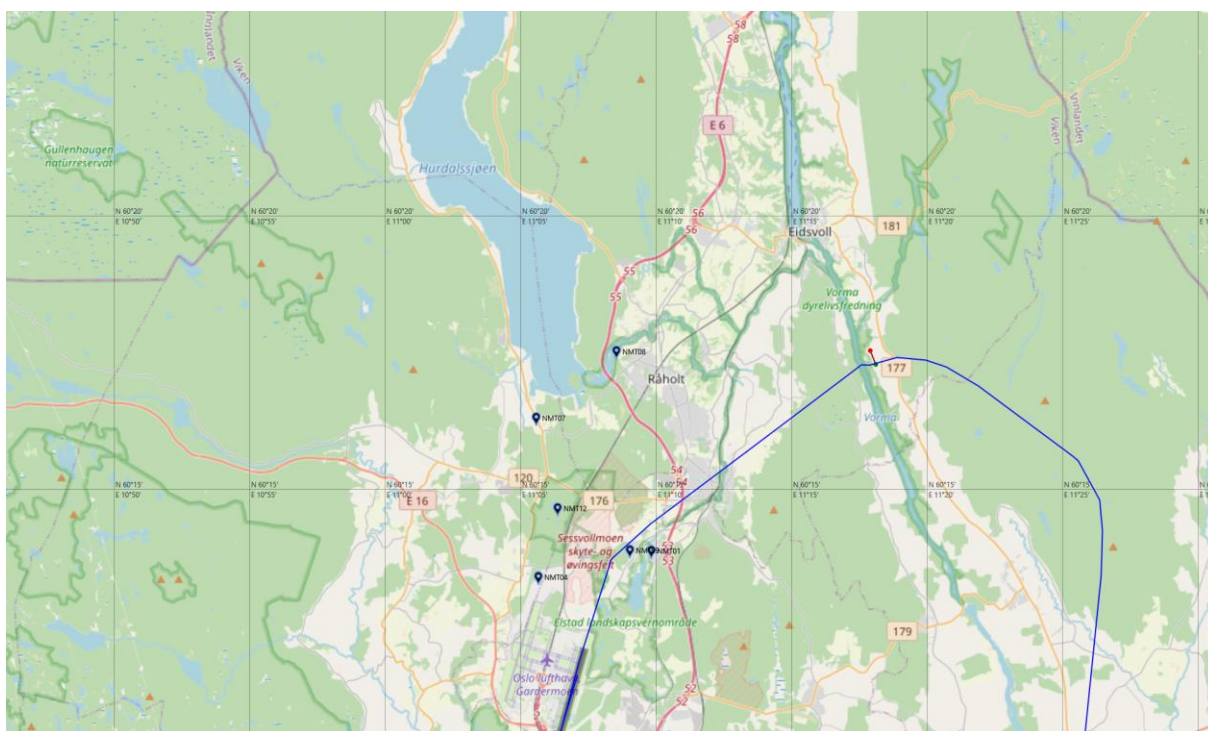 58
58
Innlandet
Viken
E 6
Gullenhaugen
naturreservat
Hurdalssjøen
Innlandet
Viken
N 60°20'
E 10°50'
N 60°20'
E 10°55'
N 60°20'
E 11°00'
N 60°20'
E 11°05'
N 60°20'
E 11°10'
N 60°20'
E 11°15'
N 60°20'
E 11°20'
N 60°20'
E 11°25'
56
56
Eidsvoll
181
55
55
Vorma
dyrelivsfredning
NMT08
Råholt
177
NMT07
Vorma
54
54
120
N 60°15'
E 10°50'
N 60°15'
E 10°55'
N 60°15'
E 11°00'
N 60°15'
E 11°05'
N 60°15'
E 11°10'
N 60°15'
E 11°15'
N 60°15'
E 11°20'
N 60°15'
E 11°25'
E 16
176
NMT12
Sessvollmoen
skyte- og
øvingsfelt
53
53
NMT01
NMT04
Elstad landskapsvernområde
179
Oslo lufthavn
Gardermoen
52
52